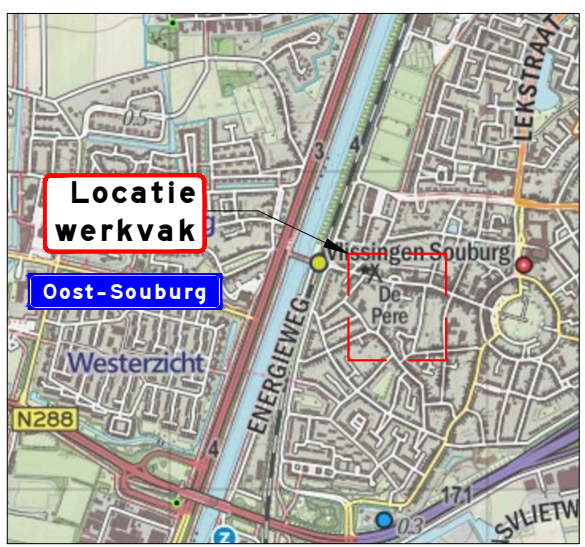 LEKSTRAAT
0.5
3
4
Locatie
werkvak
g
Vlissingen Souburg
Oost-Souburg
De
Pere
ENERGIEWEG
Westerzicht
N288
4
17.1
0.3
SVLIETW
Z